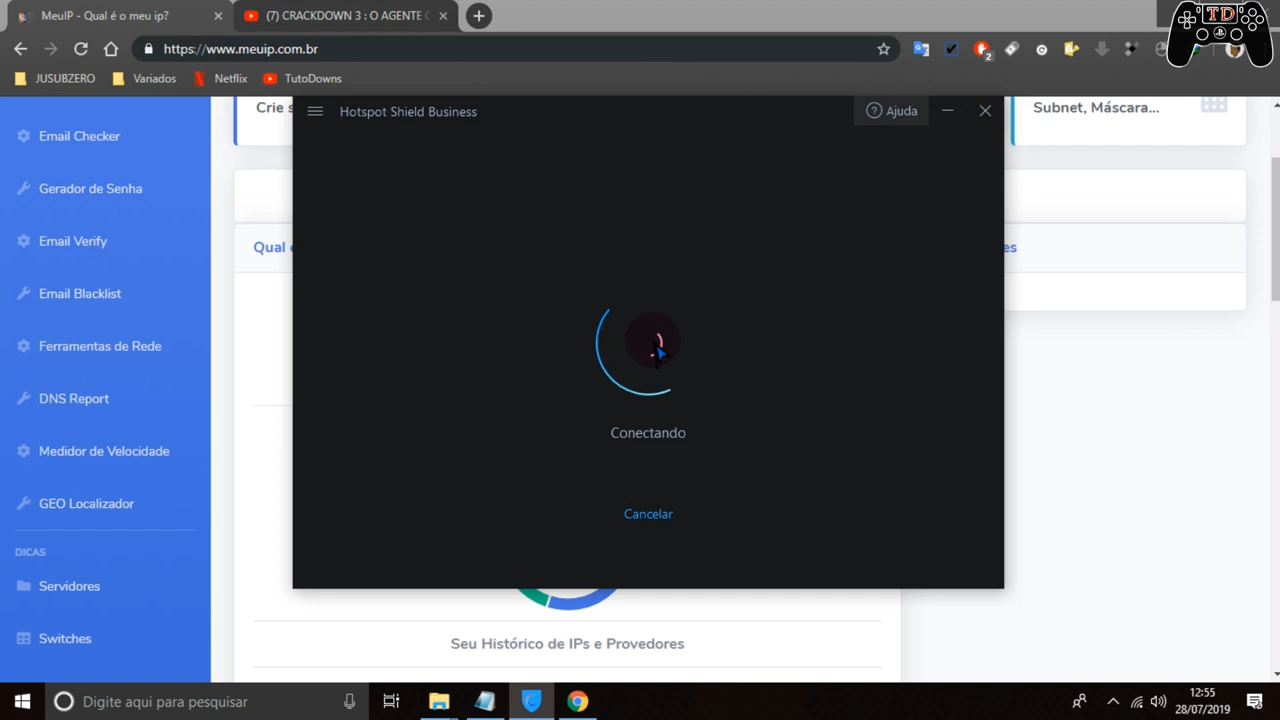 MeuIP - Qual é o meu ip?
(7) CRACKDOWN 3 : O AGENTE
TD
https://www.meuip.com.br
2
JUSUBZERO
Variados
Netflix
TutoDowns
Crie s
Hotspot Shield Business
Ajuda
Subnet, Máscara...
Email Checker
Gerador de Senha
Email Verify
Qual
es
Email Blacklist
Ferramentas de Rede
DNS Report
Conectando
Medidor de Velocidade
GEO Localizador
Cancelar
DICAS
Servidores
Switches
Seu Histórico de IPs e Provedores
Digite aqui para pesquisar
12:55
28/07/2019